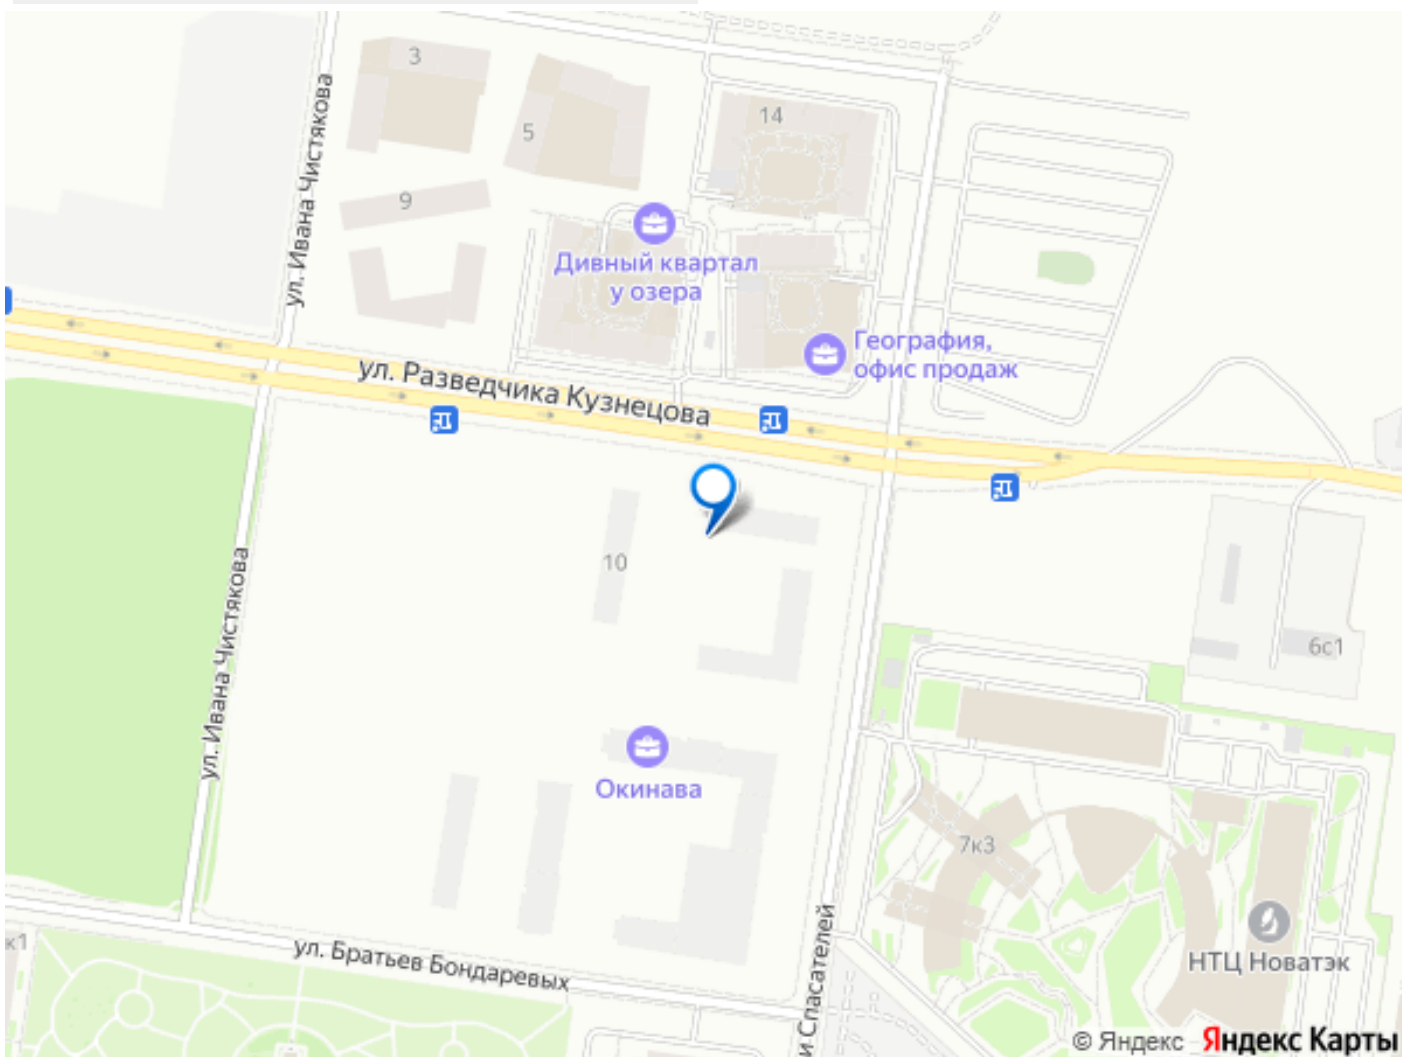 3
14
5
ул. Ивана Чистякова
9
Дивный квартал
у озера
География,
офис продаж
ул. Разведчика Кузнецова
10
ул. Ивана Чистякова
6с1
Окинава
7к3
к1
ул. Братьев Бондаревых
и Спасателей
НТЦ Новатэк
© Яндекс Яндекс Карты